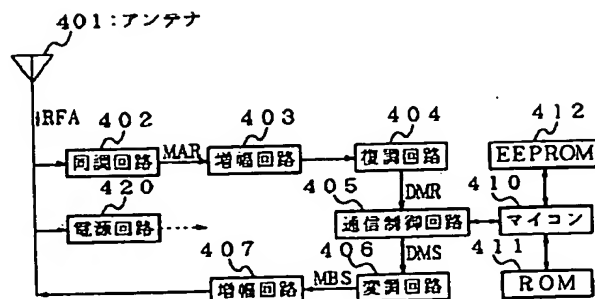 401:アンテナ
RFA
402
403
404
412
同調回路
MAR
増幅回路
復調回路
EEPROM
420
405
DMR
410
電源回路
通信制御回路
マイコン
407
406
DMS
411
増幅回路
MBS
変調回路
ROM